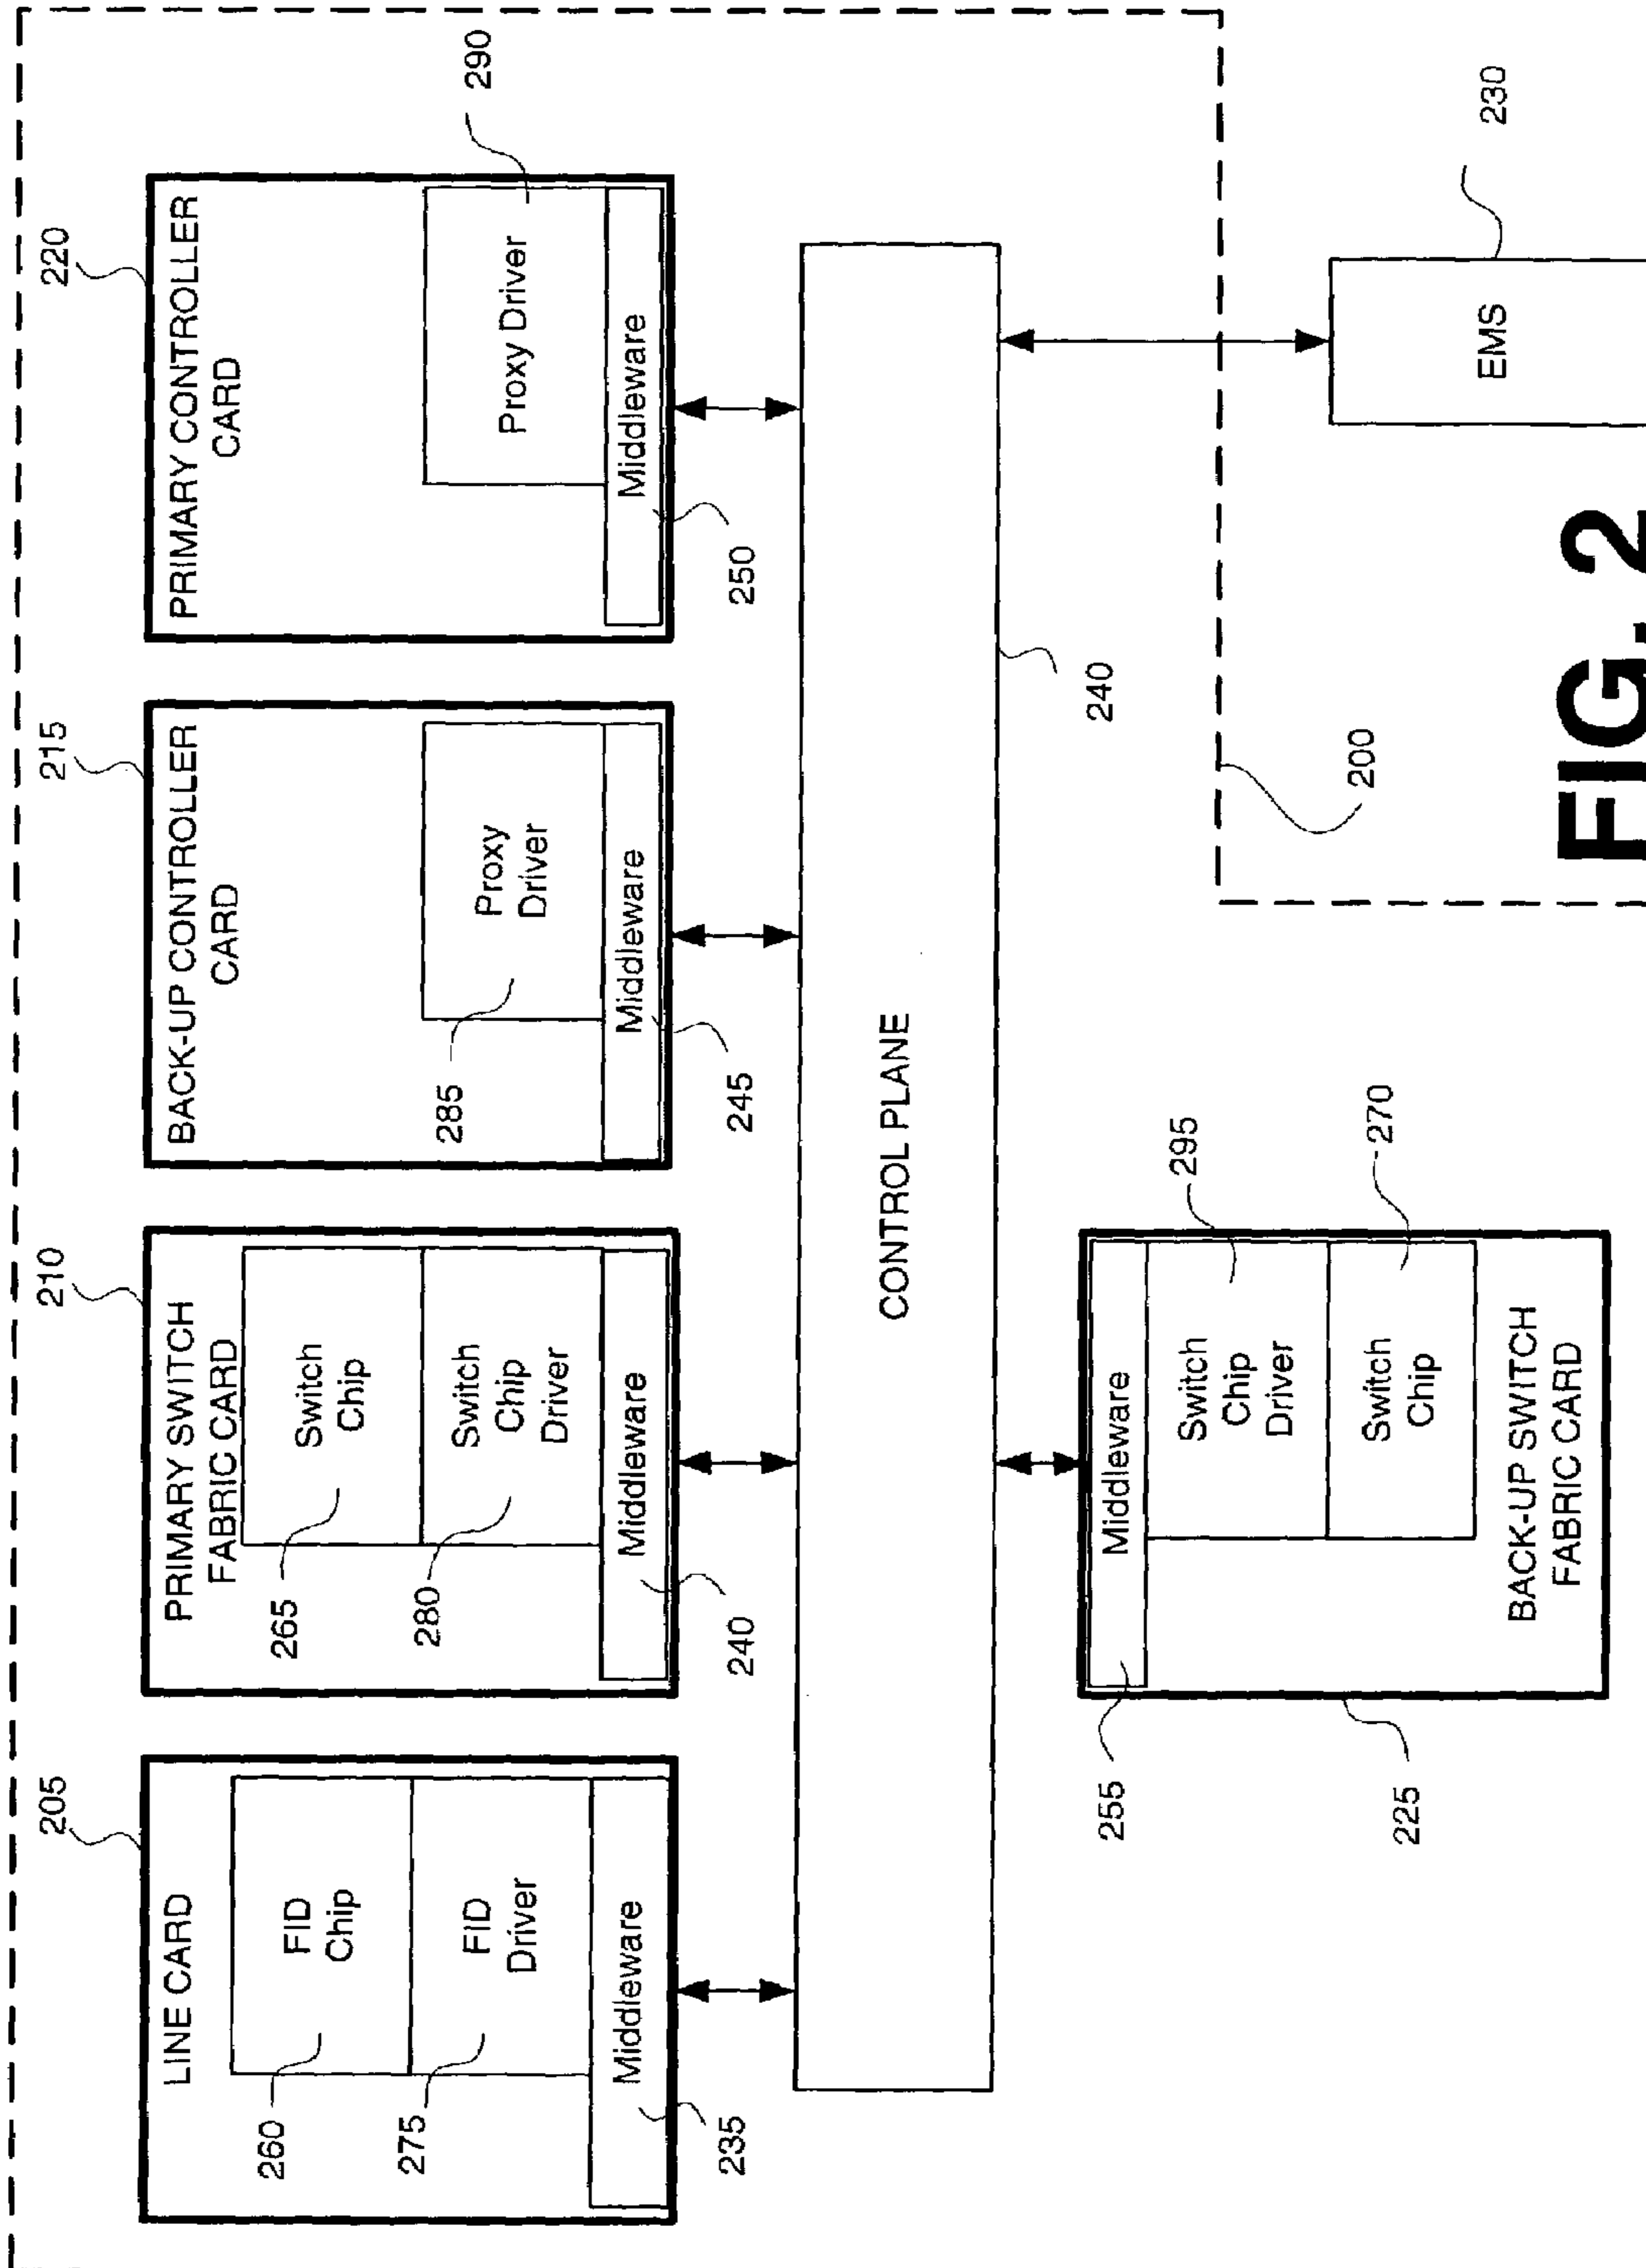 205
LINE CARD
FID
Chip
260
FID
Driver
275
Middleware
235
210
PRIMARY SWITCH
FABRIC CARD
Switch
Chip
265
Switch
Chip
Driver
280
Middleware
240
215
BACK-UP CONTROLLER
CARD
Proxy
Driver
285
Middleware
245
220
PRIMARY CONTROLLER
CARD
290
Proxy Driver
Middleware
250
CONTROL PLANE
240
255
Middleware
295
Switch
Chip
Driver
270
Switch
Chip
225
BACK-UP SWITCH
FABRIC CARD
200
230
EMS
FIG. 2